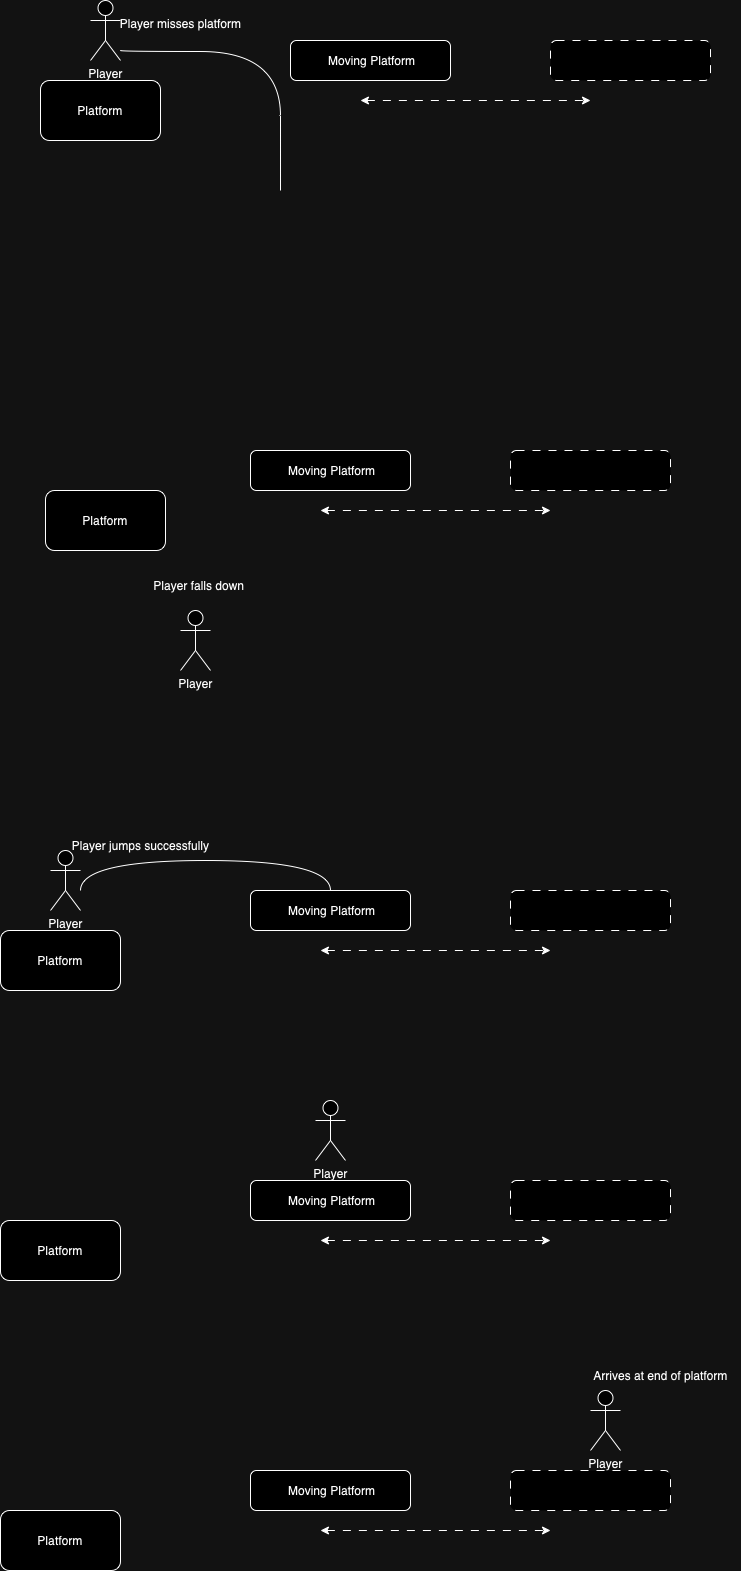 Player misses platform
Moving Platform
Player
Platform
Moving Platform
Platform
Player falls down
Player
Player jumps successfully
Moving Platform
Player
Platform
Player
Moving Platform
Platform
Arrives at end of platform
Player
Moving Platform
Platform